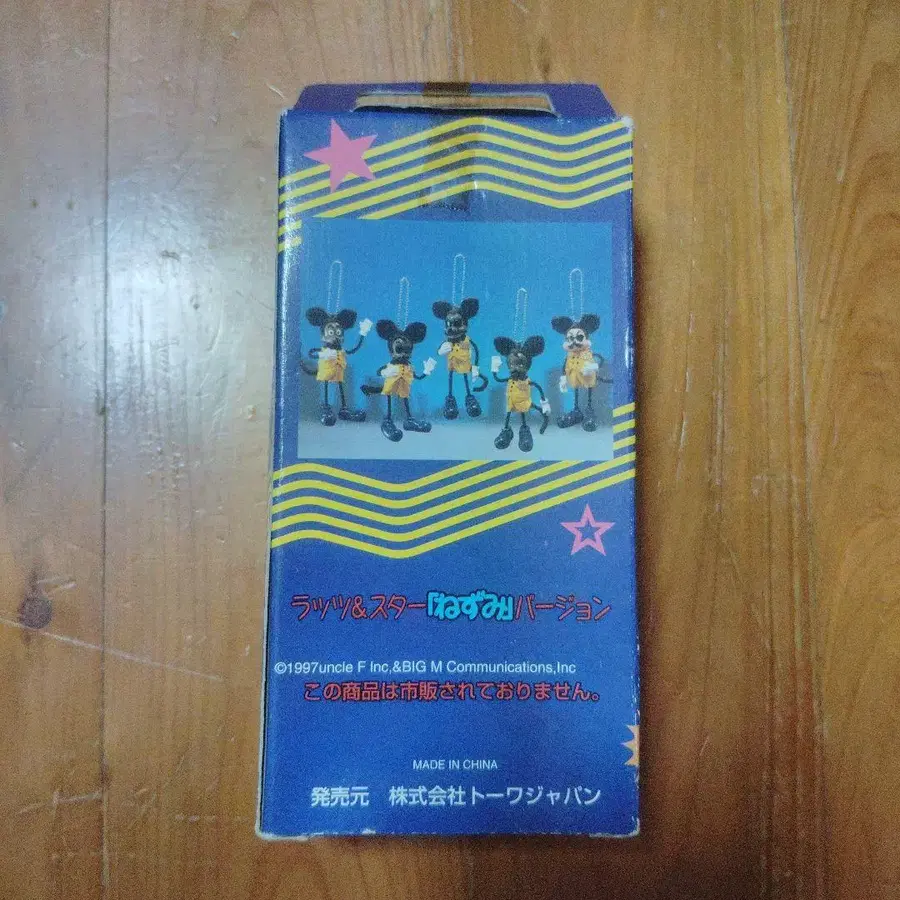 ラッツ&スター「ねずみ」バージョン
©1997uncle F Inc,&BIG M Communications,Inc
この商品は市販されておりません。
MADE IN CHINA
発売元 株式会社トーワジャパン